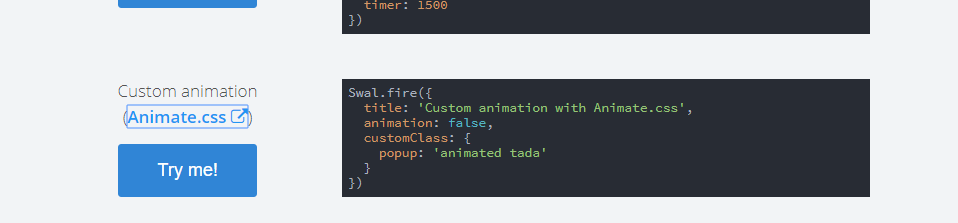 timer: 1500
})
Custom animation
(Animate.css)
Try me!
Swal.fire({
title: 'Custom animation with Animate.css',
animation: false,
customClass: {
popup: 'animated tada'
}
})